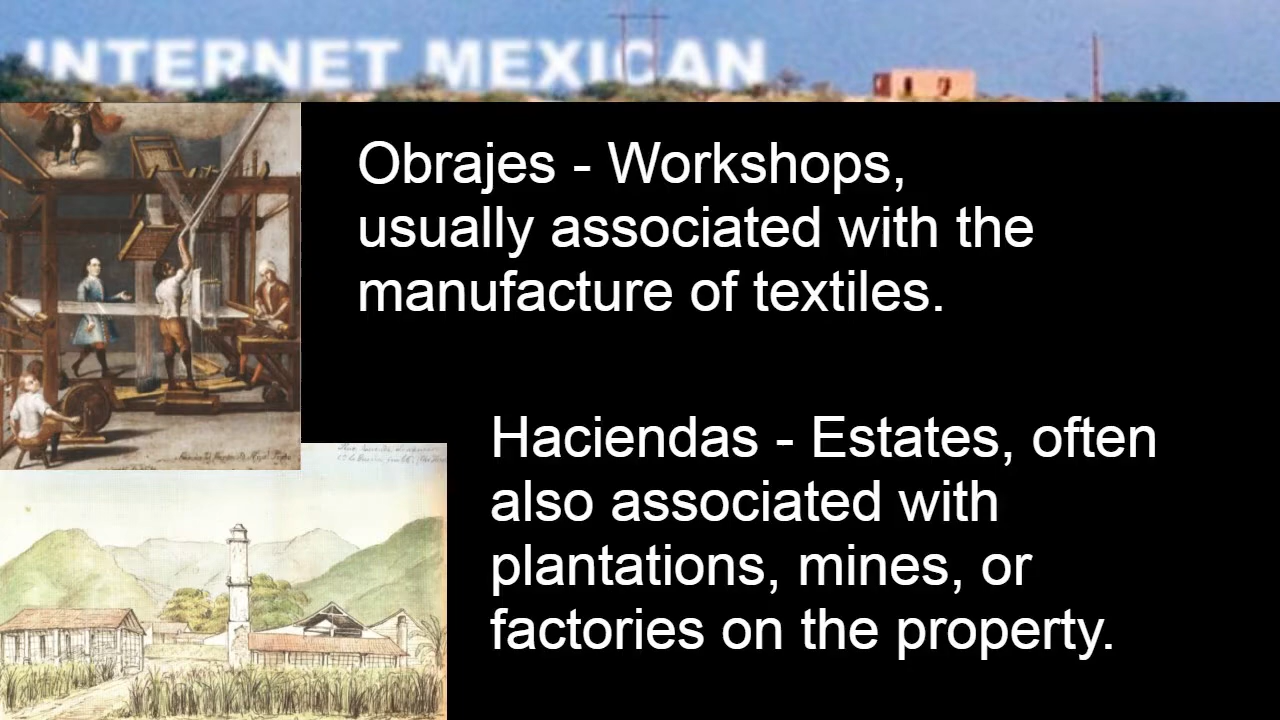 INTERNET MEXICAN
Obrajes - Workshops,
usually associated with the
manufacture of textiles.
Haciendas - Estates, often
also associated with
plantations, mines, or
factories on the property.